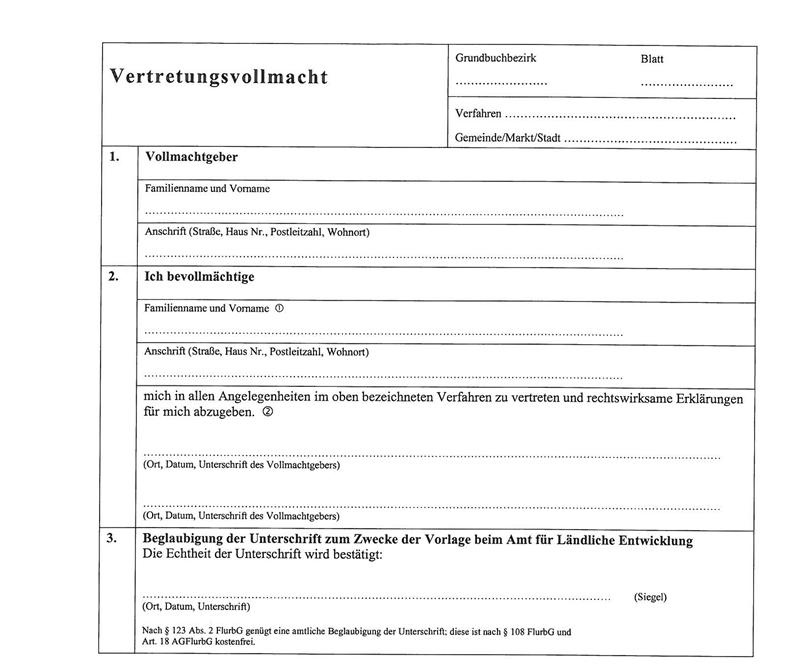 Vertretungsvollmacht
Grundbuchbezirk Blatt
Verfahren
Gemeinde/Markt/Stadt
1. Vollmachtgeber
Familienname und Vorname
Anschrift (Straße, Haus Nr., Postleitzahl, Wohnort)
2. Ich bevollmächtige
Familienname und Vorname ①
Anschrift (Straße, Haus Nr., Postleitzahl, Wohnort)
mich in allen Angelegenheiten im oben bezeichneten Verfahren zu vertreten und rechtswirksame Erklärungen
für mich abzugeben. ②
(Ort, Datum, Unterschrift des Vollmachtgebers)
(Ort, Datum, Unterschrift des Vollmachtgebers)
3. Beglaubigung der Unterschrift zum Zwecke der Vorlage beim Amt für Ländliche Entwicklung
Die Echtheit der Unterschrift wird bestätigt:
(Siegel)
(Ort, Datum, Unterschrift)
Nach § 123 Abs. 2 FlurbG genügt eine amtliche Beglaubigung der Unterschrift; diese ist nach § 108 FlurbG und
Art. 18 AGFlurbG kostenfrei.